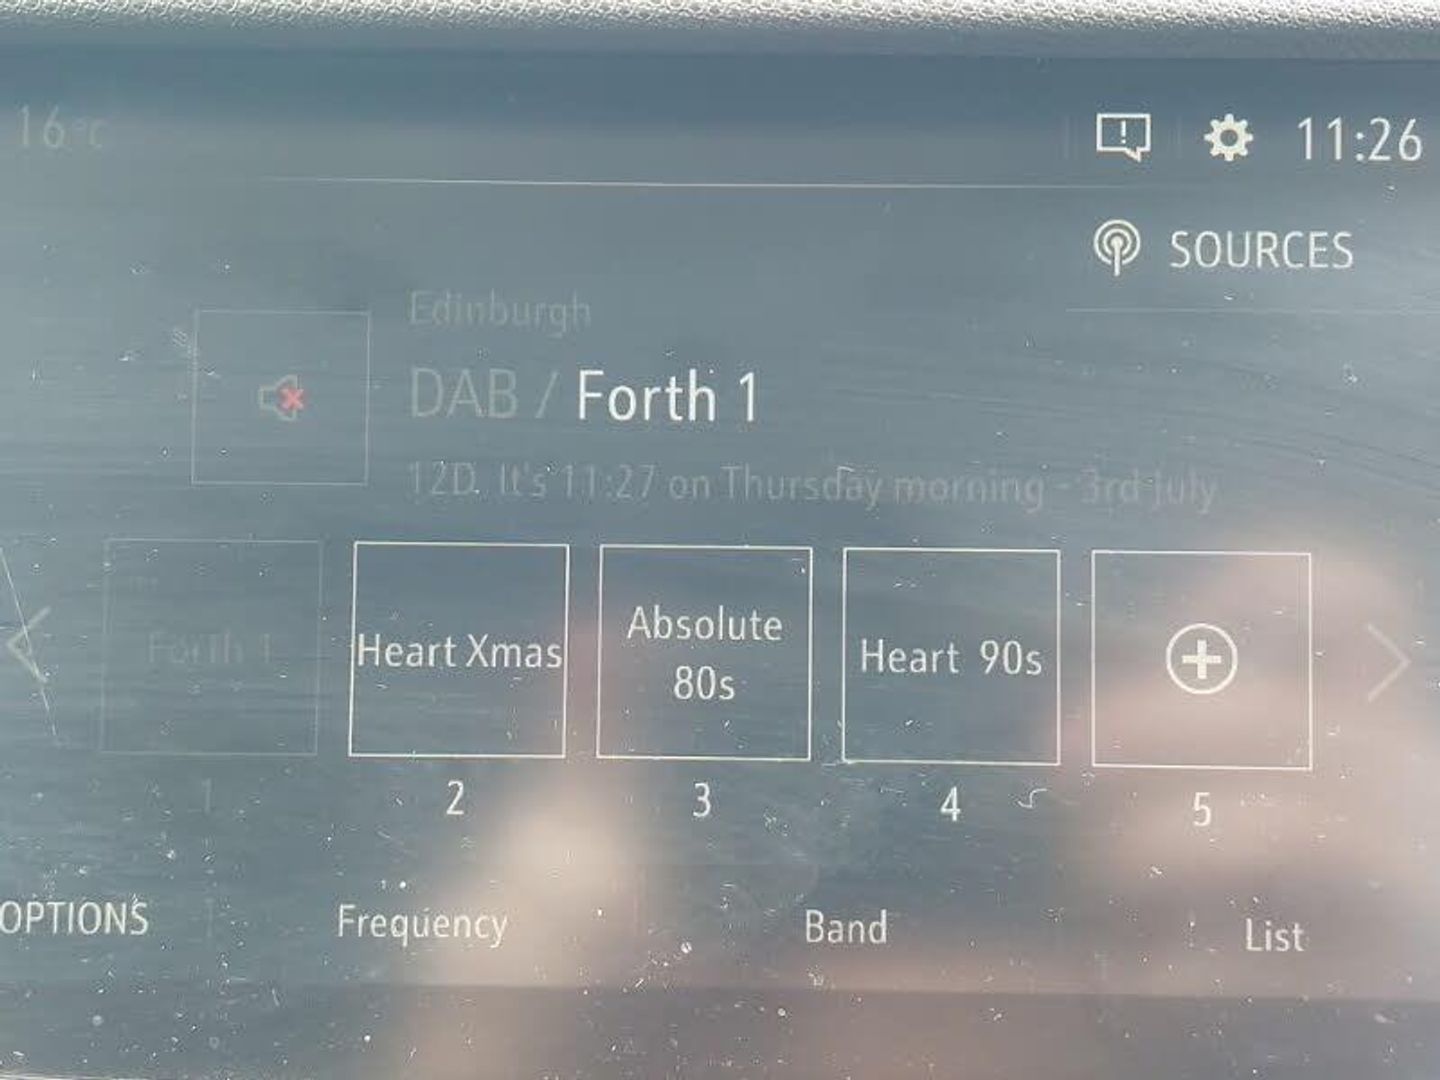 16°C
11:26
SOURCES
Edinburgh
DAB / Forth 1
12D. It's 11:27 on Thursday morning - 3rd July
Forth 1
Heart Xmas
Absolute
80s
Heart 90s
1
2
3
4
5
OPTIONS
Frequency
Band
List